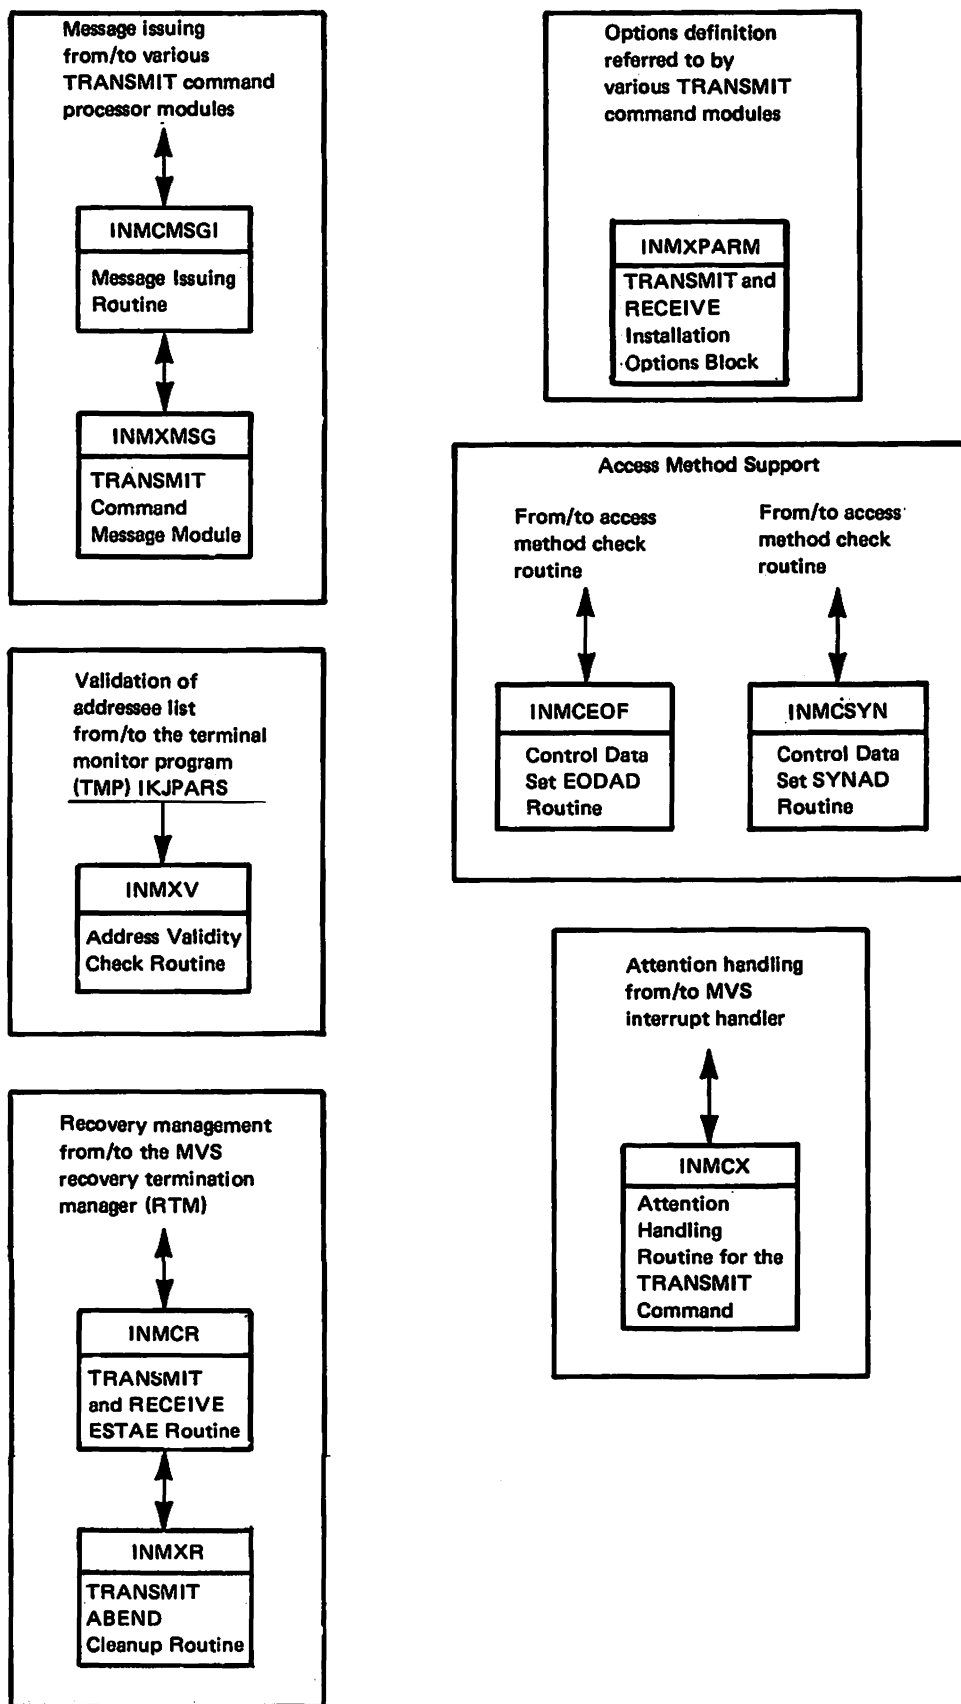 Message issuing
from/to various
TRANSMIT command
processor modules
INMCMSGI
Message Issuing
Routine
INMXMSG
TRANSMIT
Command
Message Module
Validation of
addressee list
from/to the terminal
monitor program
(TMP) IKJPARS
INMXV
Address Validity
Check Routine
Recovery management
from/to the MVS
recovery termination
manager (RTM)
INMCR
TRANSMIT
and RECEIVE
ESTAE Routine
INMXR
TRANSMIT
ABEND
Cleanup Routine
Options definition
referred to by
various TRANSMIT
command modules
INMXPARM
TRANSMIT and
RECEIVE
Installation
Options Block
Access Method Support
From/to access
method check
routine
INMCEOF
Control Data
Set EODAD
Routine
From/to access
method check
routine
INMCSYN
Control Data
Set SYNAD
Routine
Attention handling
from/to MVS
interrupt handler
INMCX
Attention
Handling
Routine for the
TRANSMIT
Command